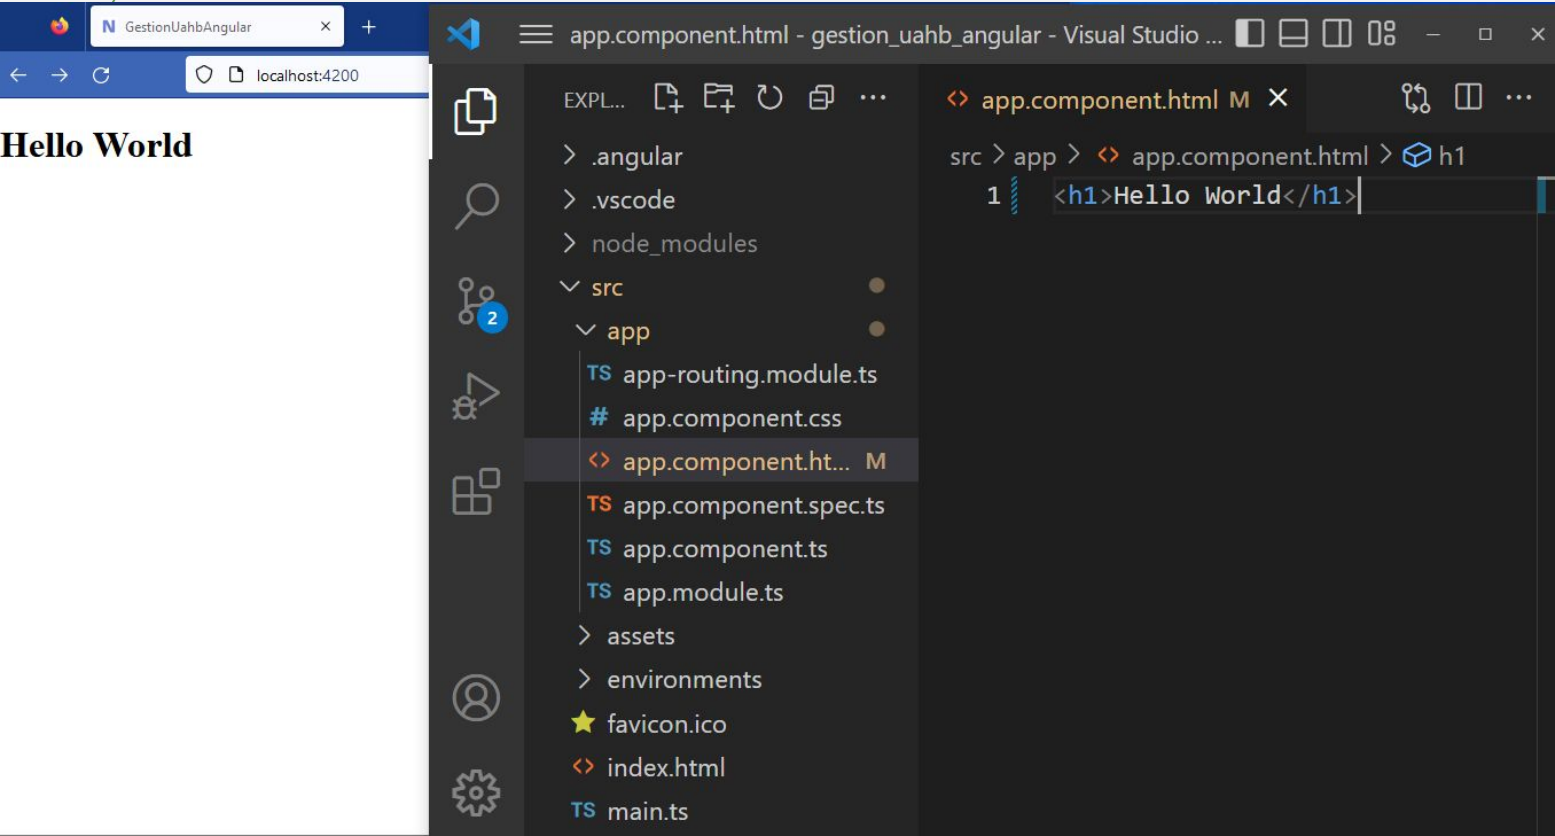 GestionUahbAngular
localhost:4200
Hello World
app.component.html - gestion_uahb_angular - Visual Studio ...
EXPL...
.angular
.vscode
node_modules
src
app
TS app-routing.module.ts
# app.component.css
<> app.component.ht... M
TS app.component.spec.ts
TS app.component.ts
TS app.module.ts
assets
environments
favicon.ico
<> index.html
TS main.ts
2
<> app.component.html M
src > app > <> app.component.html > h1
1 <h1>Hello World</h1>